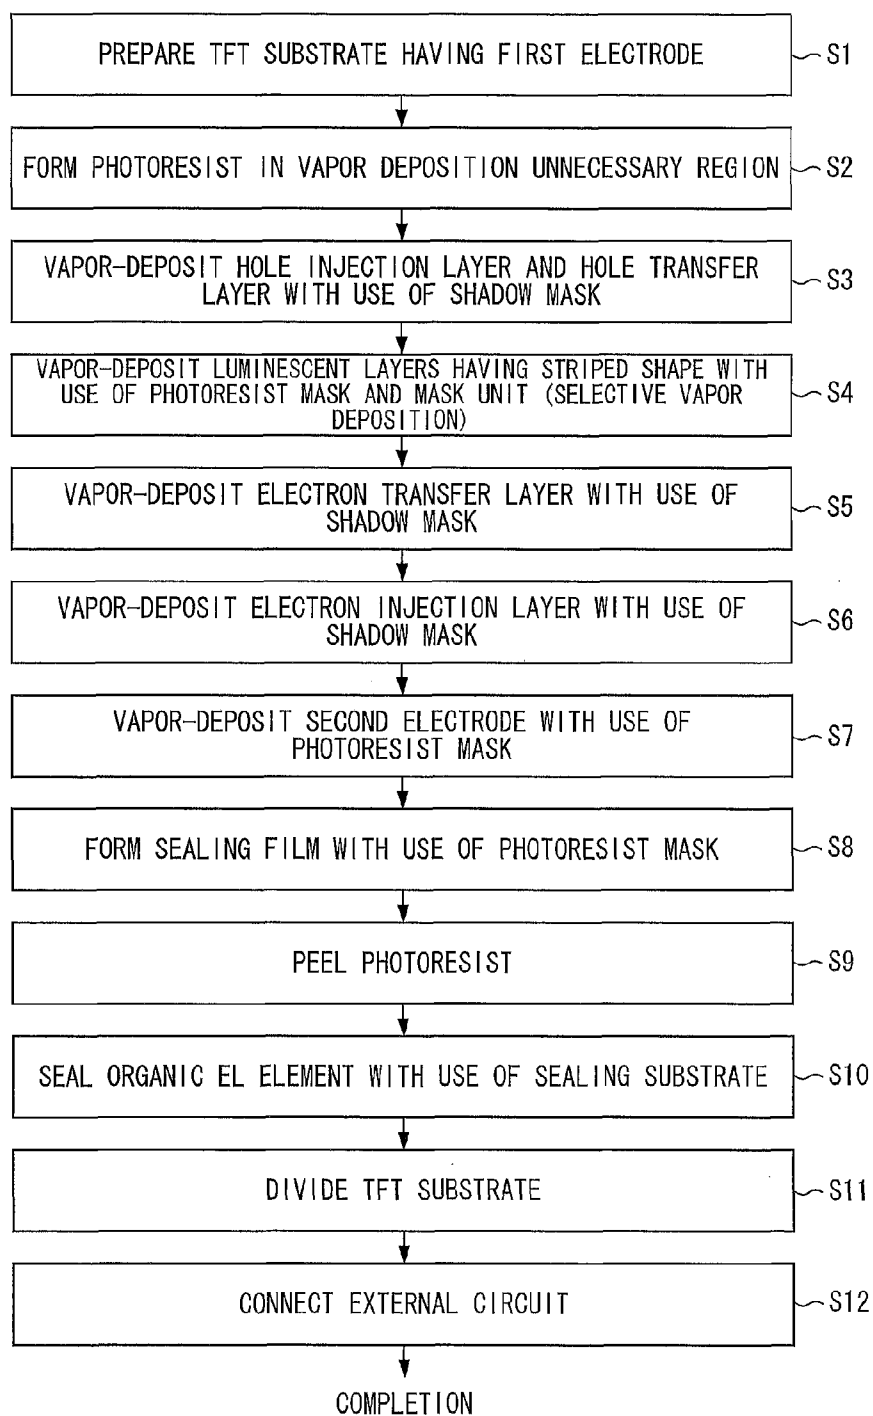 PREPARE TFT SUBSTRATE HAVING FIRST ELECTRODE
S1
FORM PHOTORESIST IN VAPOR DEPOSITION UNNECESSARY REGION
S2
VAPOR-DEPOSIT HOLE INJECTION LAYER AND HOLE TRANSFER
LAYER WITH USE OF SHADOW MASK
S3
VAPOR-DEPOSIT LUMINESCENT LAYERS HAVING STRIPED SHAPE WITH
USE OF PHOTORESIST MASK AND MASK UNIT (SELECTIVE VAPOR
DEPOSITION)
S4
VAPOR-DEPOSIT ELECTRON TRANSFER LAYER WITH USE OF
SHADOW MASK
S5
VAPOR-DEPOSIT ELECTRON INJECTION LAYER WITH USE OF
SHADOW MASK
S6
VAPOR-DEPOSIT SECOND ELECTRODE WITH USE OF
PHOTORESIST MASK
S7
FORM SEALING FILM WITH USE OF PHOTORESIST MASK
S8
PEEL PHOTORESIST
S9
SEAL ORGANIC EL ELEMENT WITH USE OF SEALING SUBSTRATE
S10
DIVIDE TFT SUBSTRATE
S11
CONNECT EXTERNAL CIRCUIT
S12
COMPLETION